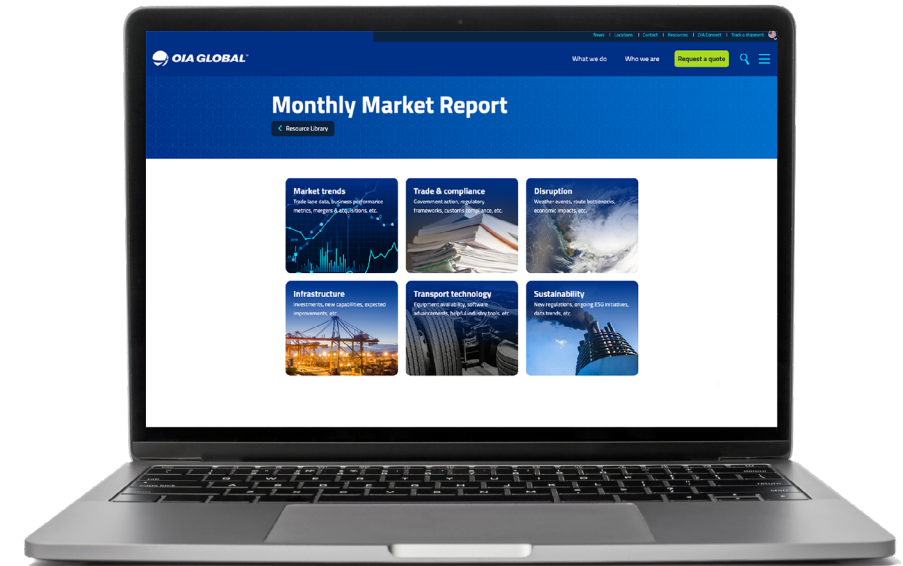 News | Locations | Contact | Resources | OIA Connect | Track a shipment
OIA GLOBAL
What we do
Who we are
Request a quote
Monthly Market Report
Resource Library
Market trends
Trade lane data, business performance
metrics, mergers & acquisitions, etc.
Trade & compliance
Government action, regulatory
frameworks, customs compliance, etc.
Disruption
Weather events, route bottlenecks,
economic impacts, etc.
Infrastructure
Investments, new capabilities, expected
improvements, etc.
Transport technology
Equipment availability, software
advancements, helpful industry tools, etc.
Sustainability
New regulations, ongoing ESG initiatives,
data trends, etc.